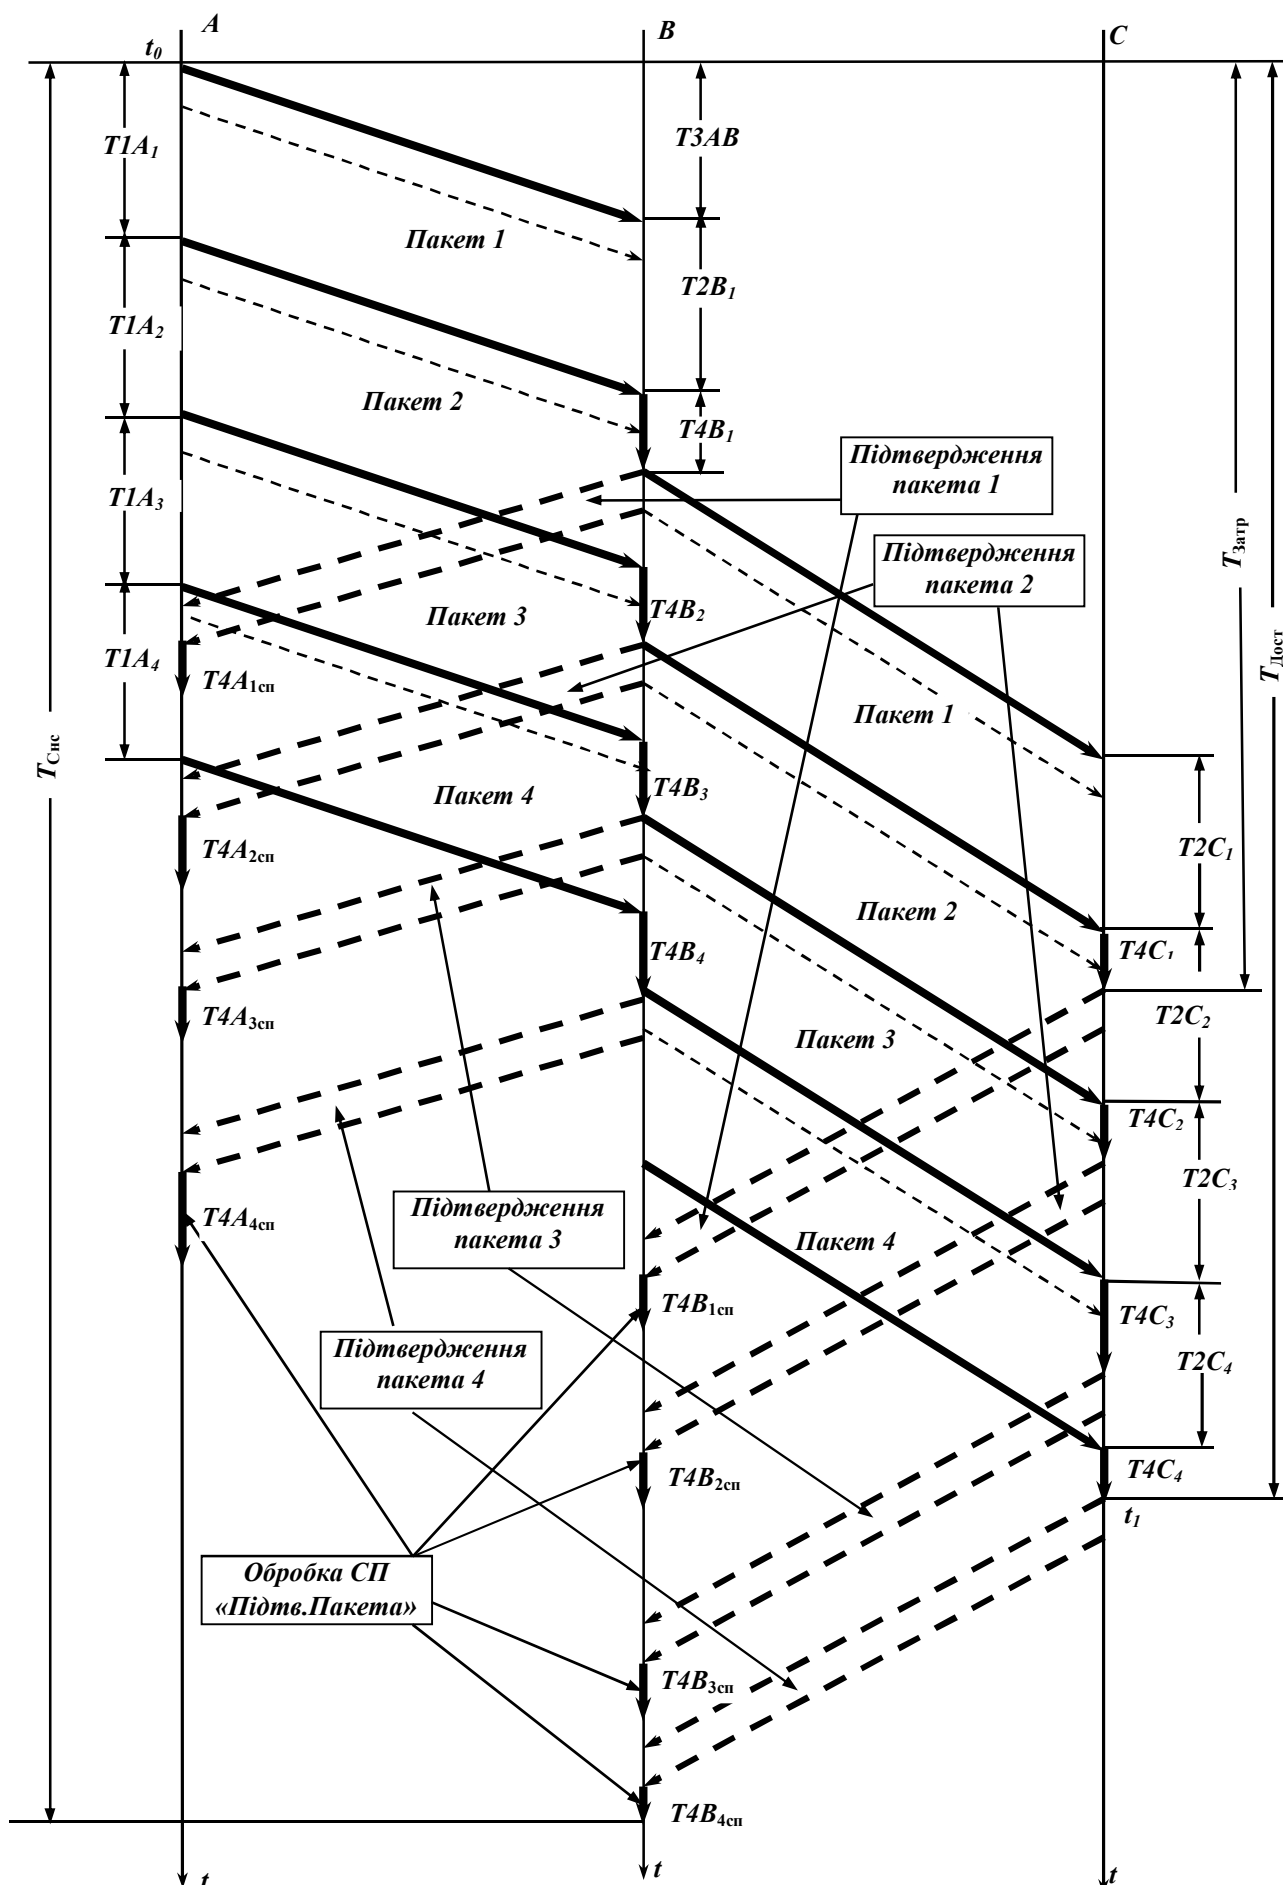 A
B
C
t₀
T1A₁
T3AB
Пакет 1
T2B₁
T1A₂
Пакет 2
T4B₁
Підтвердження
пакета 1
T1A₃
TЗатр
Підтвердження
пакета 2
Пакет 3
T4B₂
T1A₄
TДост
T4A₁сп
Пакет 1
TСнс
Пакет 4
T4B₃
T4A₂сп
T2C₁
Пакет 2
T4B₄
T4C₁
T4A₃сп
T2C₂
Пакет 3
T4C₂
T2C₃
Підтвердження
пакета 3
T4A₄сп
Пакет 4
T4B₁сп
T4C₃
Підтвердження
пакета 4
T2C₄
T4B₂сп
T4C₄
t₁
Обробка СП
«Підтв.Пакета»
T4B₃сп
T4B₄сп
t
t
t